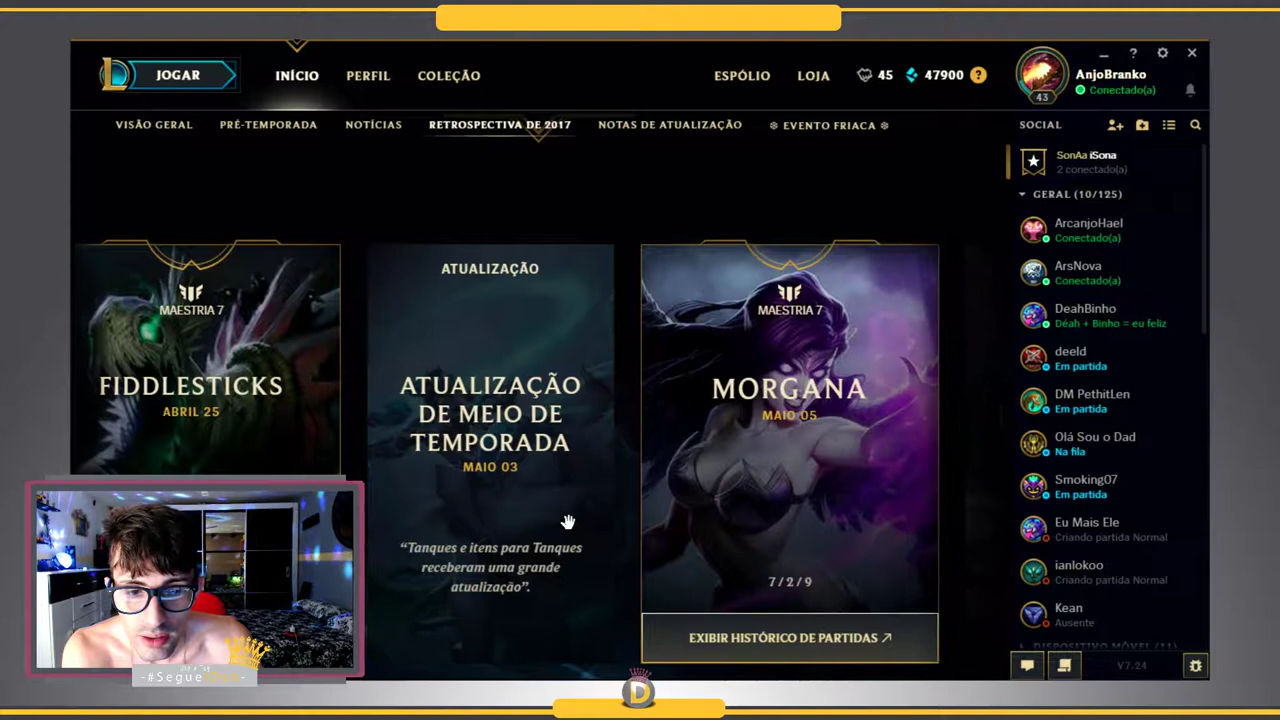 JOGAR
INÍCIO
PERFIL
COLEÇÃO
ESPÓLIO
LOJA
45
47900
?
?
AnjoBranko
Conectado(a)
43
VISÃO GERAL
PRÉ-TEMPORADA
NOTÍCIAS
RETROSPECTIVA DE 2017
NOTAS DE ATUALIZAÇÃO
❄ EVENTO FRIACA ❄
MAESTRIA 7
FIDDLESTICKS
ABRIL 25
ATUALIZAÇÃO
ATUALIZAÇÃO
DE MEIO DE
TEMPORADA
MAIO 03
“Tanques e itens para Tanques
receberam uma grande
atualização”.
MAESTRIA 7
MORGANA
MAIO 05
7/2/9
EXIBIR HISTÓRICO DE PARTIDAS
SOCIAL
SonAa iSona
2 conectado(a)
GERAL (10/125)
ArcanjoHael
Conectado(a)
ArsNova
Conectado(a)
DeahBinho
Déah + Binho = eu feliz
deeld
Em partida
DM PethitLen
Em partida
Olá Sou o Dad
Na fila
Smoking07
Em partida
Eu Mais Ele
Criando partida Normal
ianlokoo
Criando partida Normal
Kean
Ausente
DISPOSITIVO MÓVEL (11)
V7.24
D